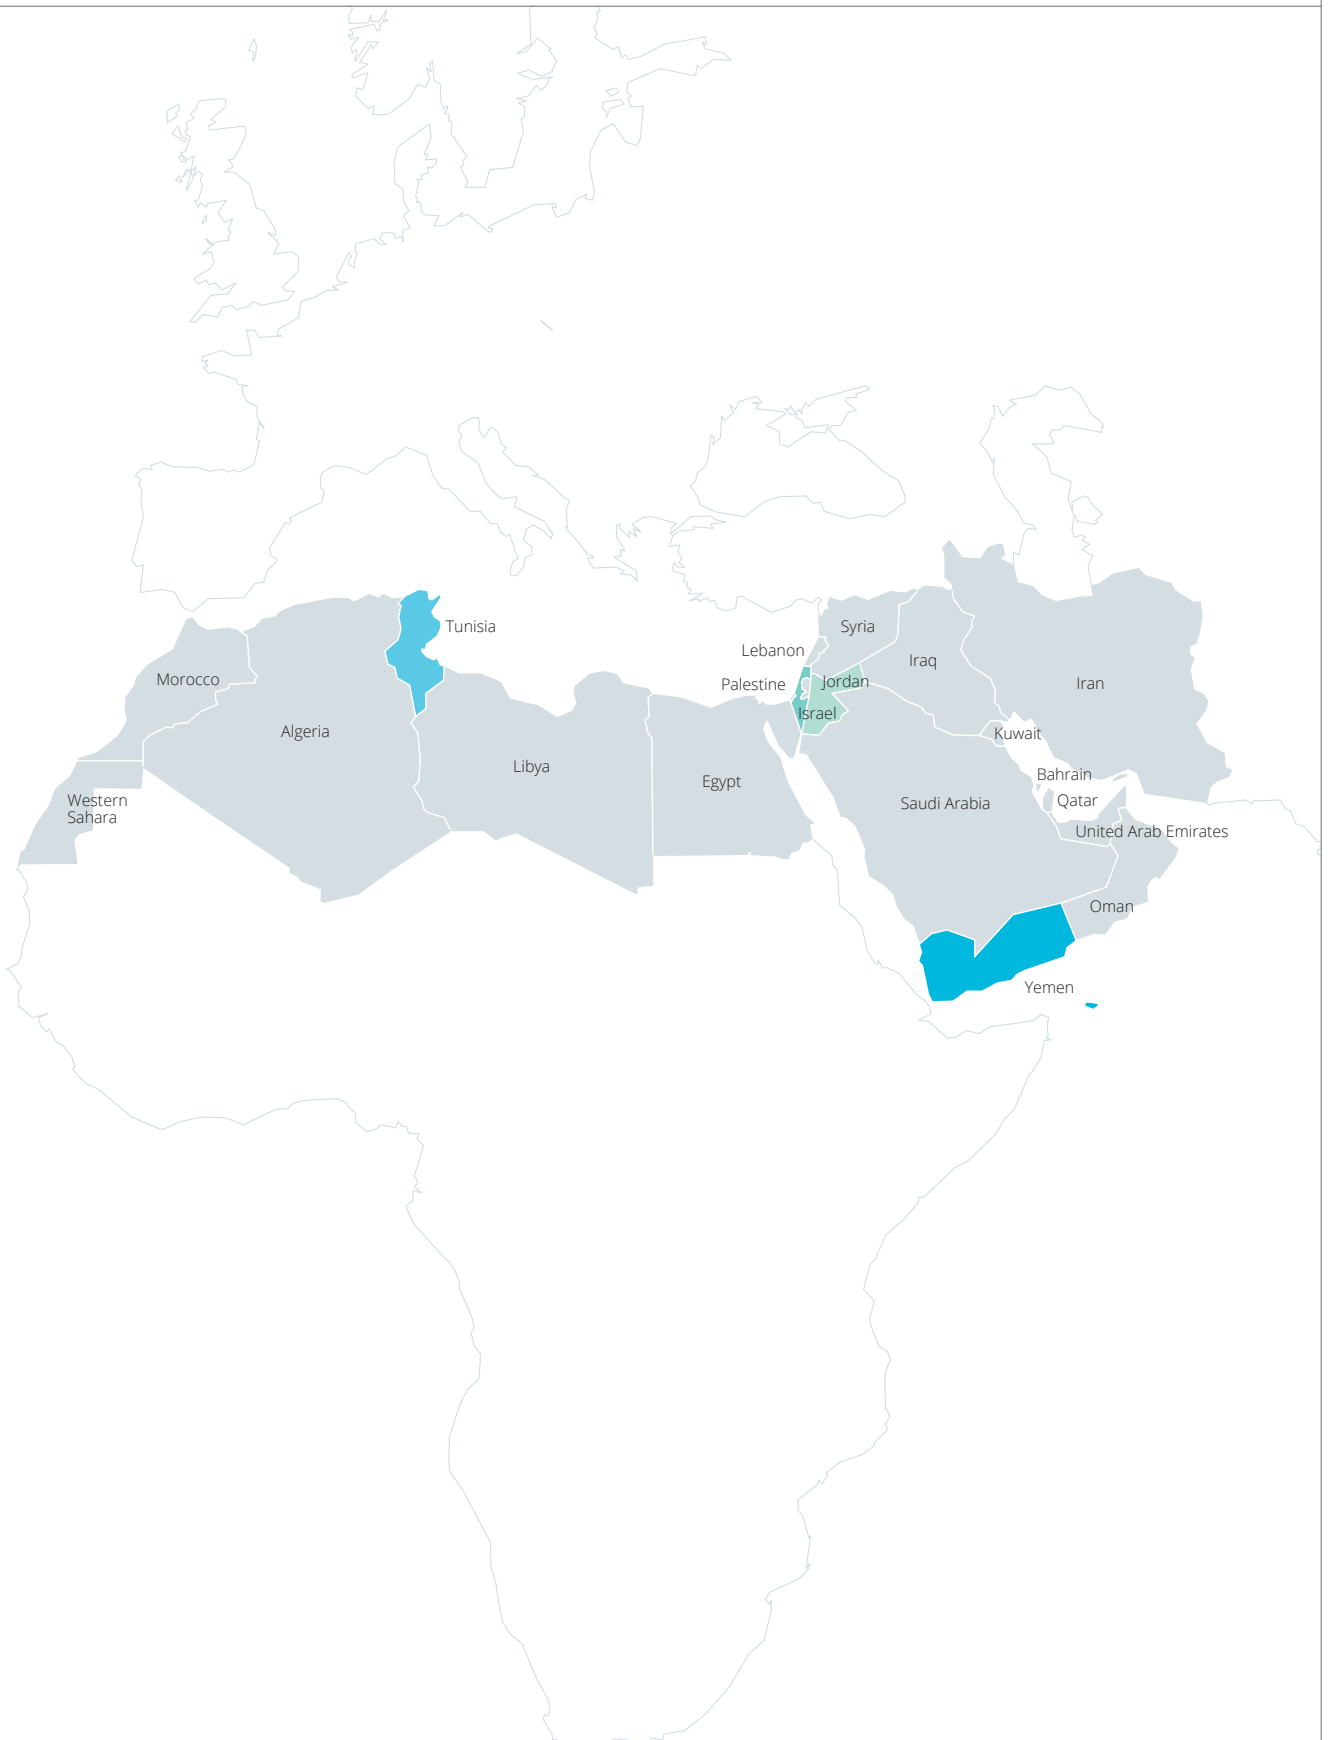 Tunisia
Syria
Lebanon
Iraq
Morocco
Palestine
Jordan
Iran
Israel
Algeria
Kuwait
Libya
Bahrain
Egypt
Western
Sahara
Qatar
Saudi Arabia
United Arab Emirates
Oman
Yemen